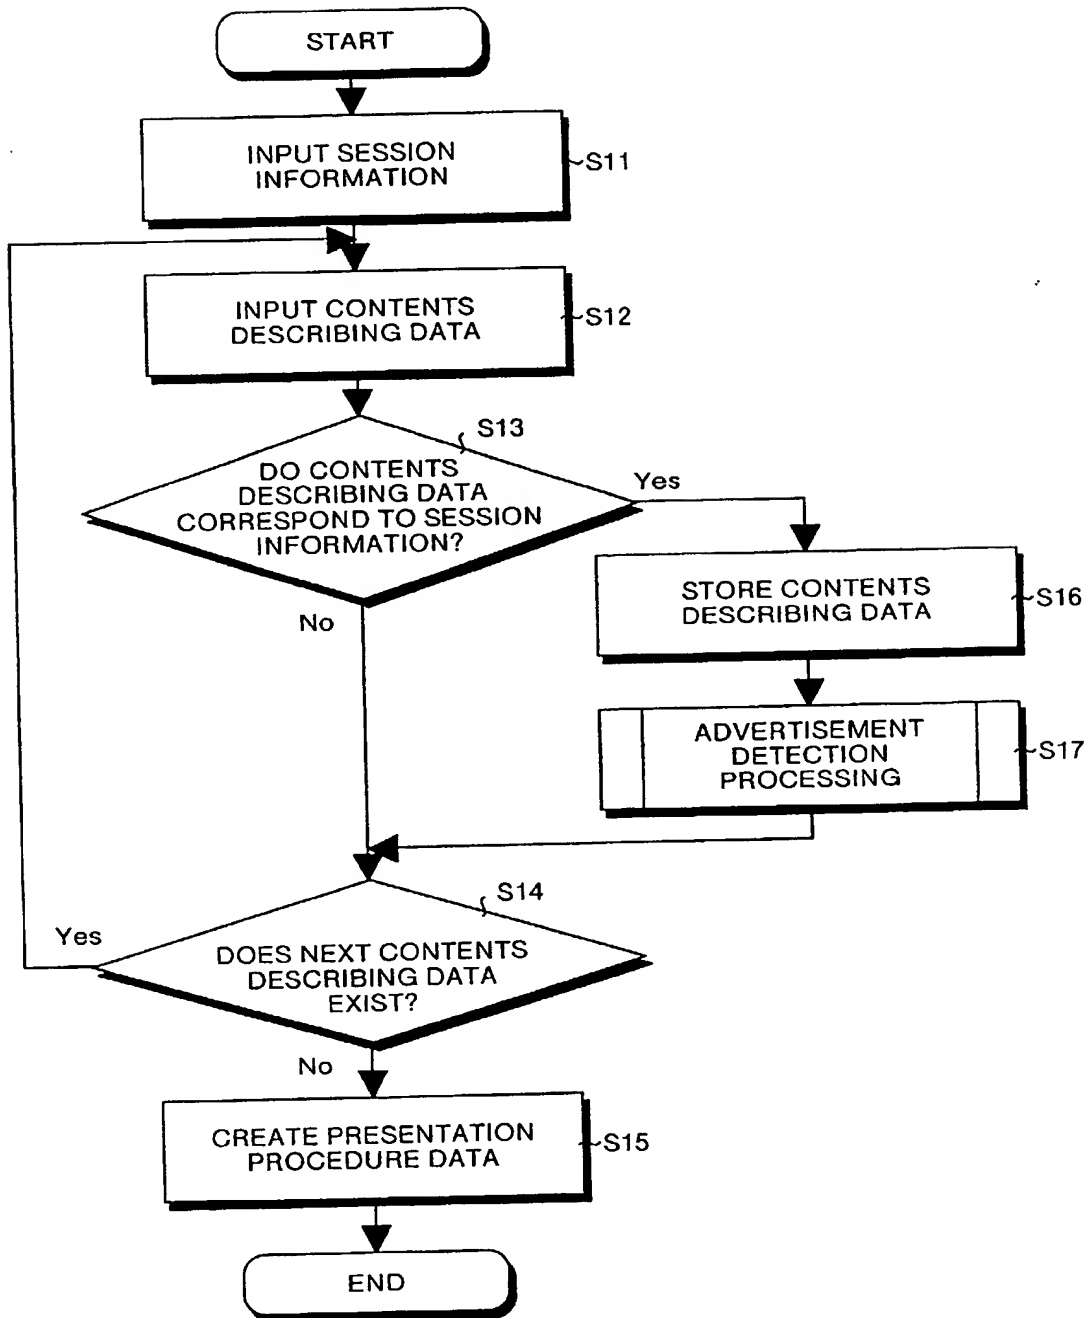 START
INPUT SESSION
INFORMATION
S11
INPUT CONTENTS
DESCRIBING DATA
S12
S13
DO CONTENTS
DESCRIBING DATA
CORRESPOND TO SESSION
INFORMATION?
Yes
No
STORE CONTENTS
DESCRIBING DATA
S16
ADVERTISEMENT
DETECTION
PROCESSING
S17
S14
Yes
DOES NEXT CONTENTS
DESCRIBING DATA
EXIST?
No
CREATE PRESENTATION
PROCEDURE DATA
S15
END